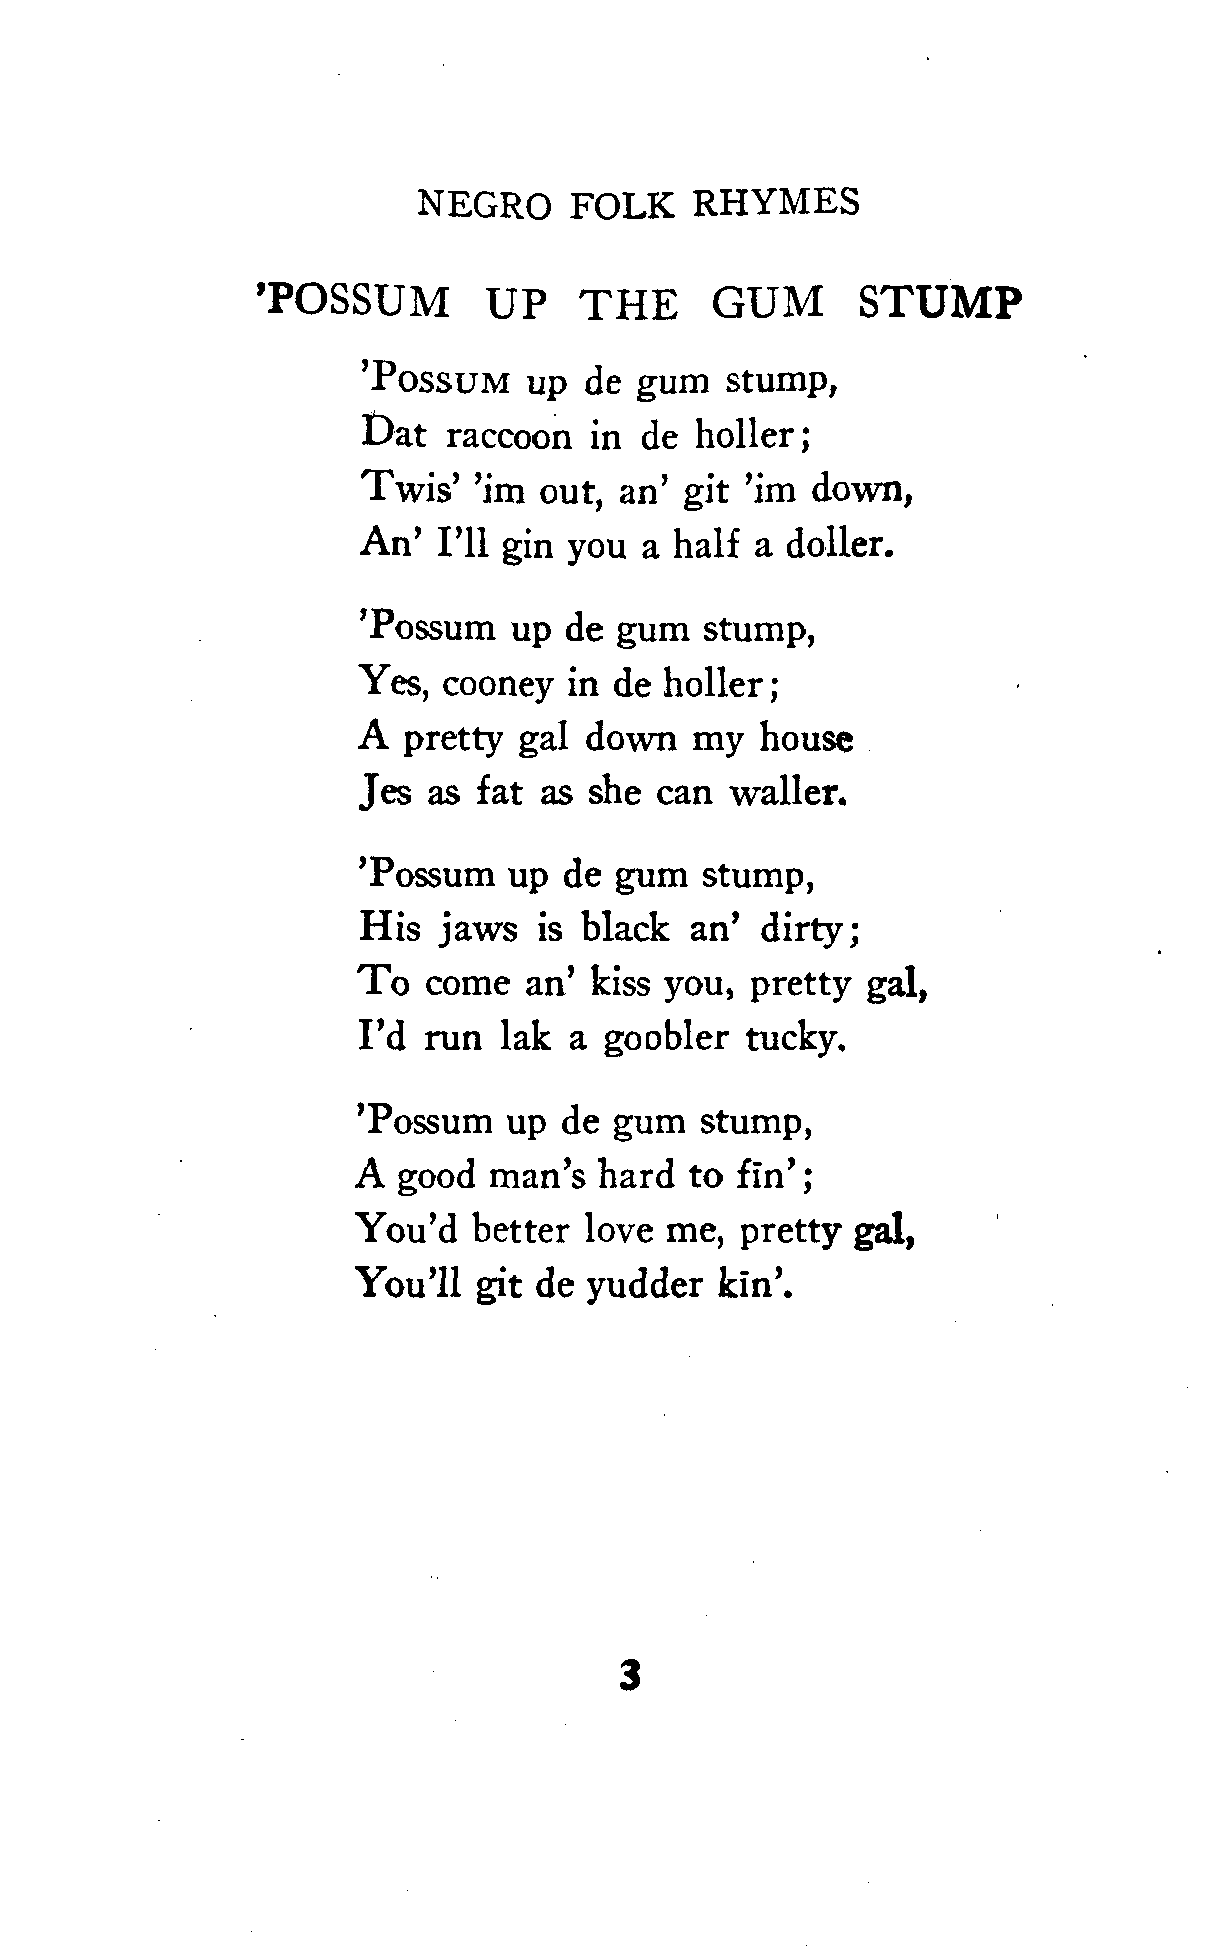 NEGRO FOLK RHYMES
'POSSUM UP THE GUM STUMP
'POSSUM up de gum stump,
Dat raccoon in de holler;
Twis' 'im out, an' git 'im down,
An' I'll gin you a half a doller.
'Possum up de gum stump,
Yes, cooney in de holler;
A pretty gal down my house
Jes as fat as she can waller.
'Possum up de gum stump,
His jaws is black an' dirty;
To come an' kiss you, pretty gal,
I'd run lak a goobler tucky.
'Possum up de gum stump,
A good man's hard to fīn';
You'd better love me, pretty gal,
You'll git de yudder kīn'.
3